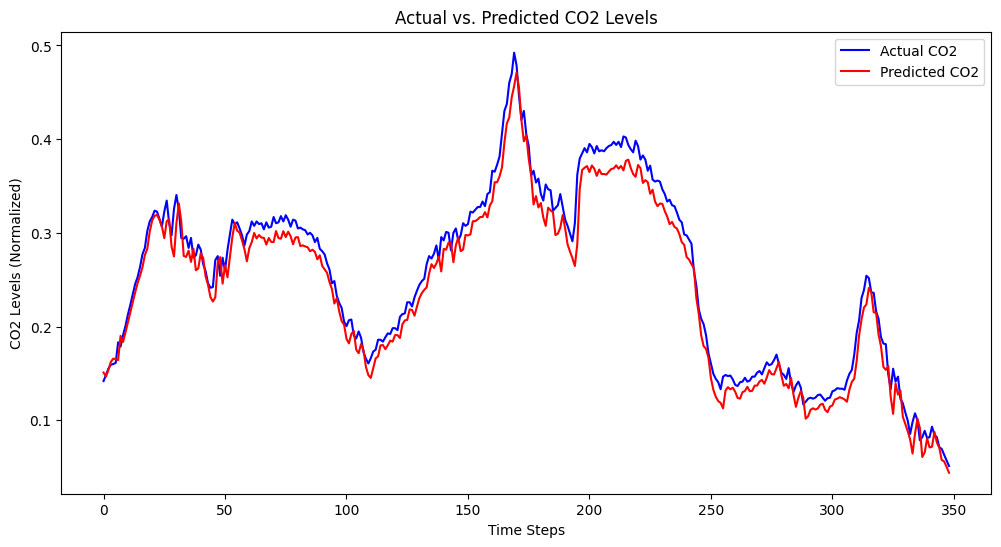 Actual vs. Predicted CO2 Levels
Actual CO2
Predicted CO2
CO2 Levels (Normalized)
0.5
0.4
0.3
0.2
0.1
0 50 100 150 200 250 300 350
Time Steps